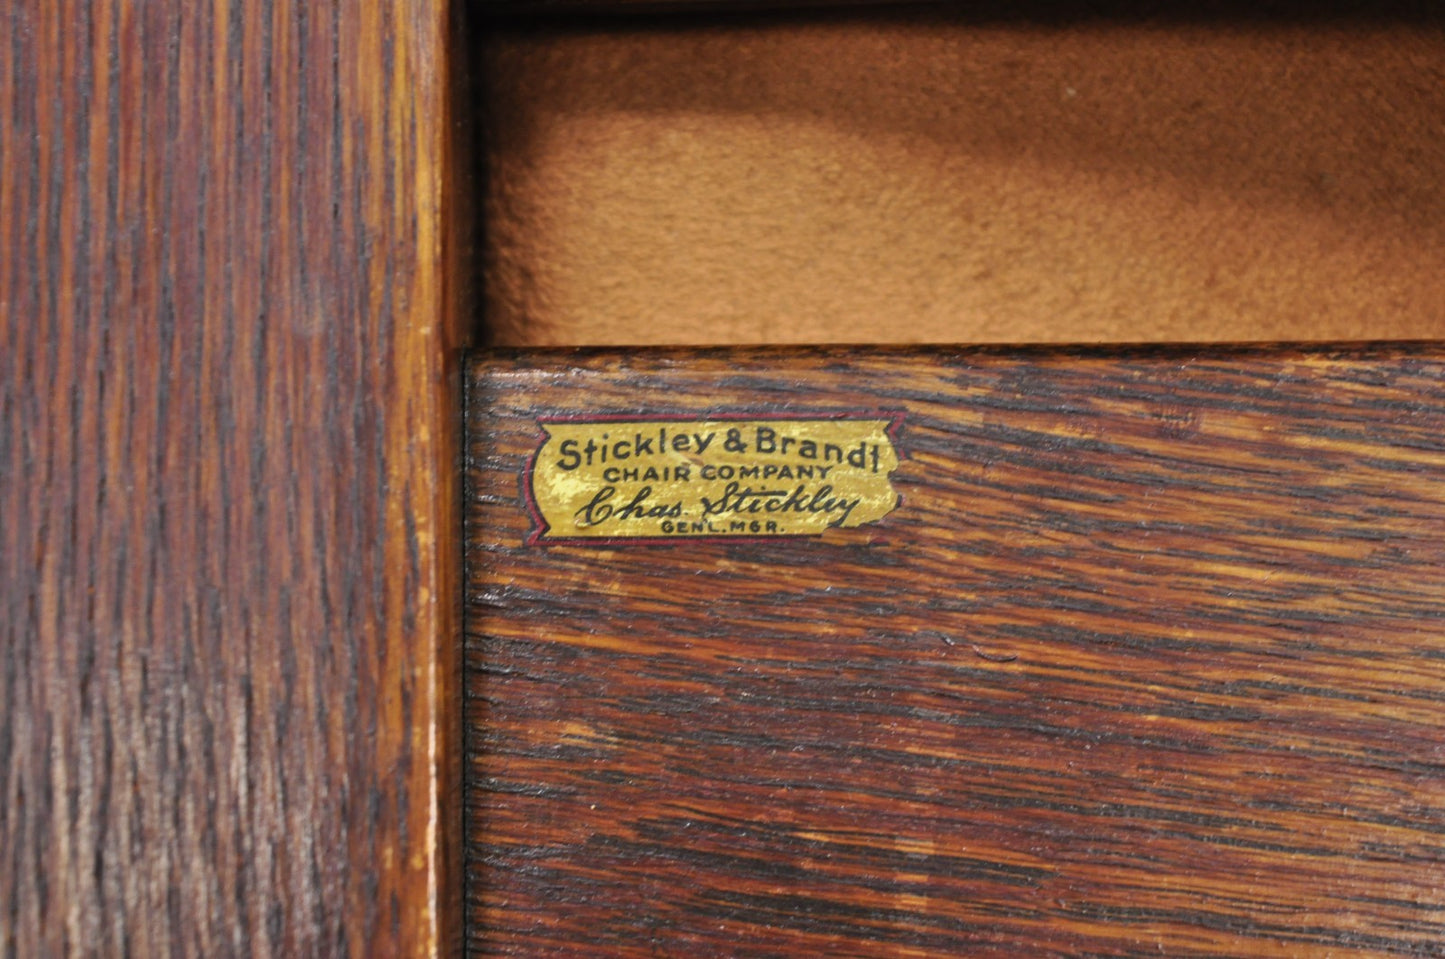 Stickley & Brandt
CHAIR COMPANY
Chas. Stickley
GEN'L. MGR.